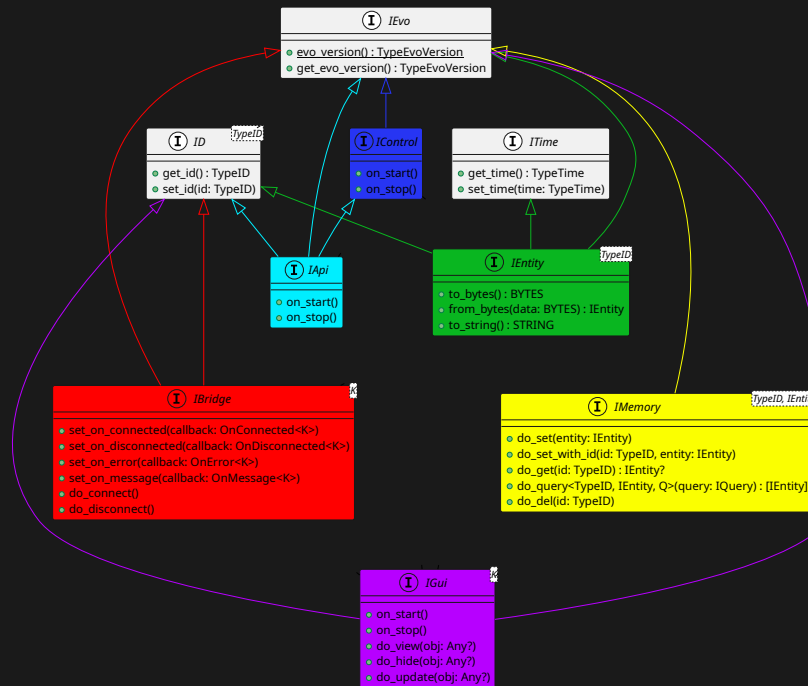 I IEvo
evo_version() : TypeEvoVersion
get_evo_version() : TypeEvoVersion
I ID
TypeID
get_id() : TypeID
set_id(id: TypeID)
I IControl
on_start()
on_stop()
I ITime
get_time() : TypeTime
set_time(time: TypeTime)
I IApi
on_start()
on_stop()
I IEntity
TypeID
to_bytes() : BYTES
from_bytes(data: BYTES) : IEntity
to_string() : STRING
I IBridge
K
set_on_connected(callback: OnConnected<K>)
set_on_disconnected(callback: OnDisconnected<K>)
set_on_error(callback: OnError<K>)
set_on_message(callback: OnMessage<K>)
do_connect()
do_disconnect()
I IMemory
TypeID,
do_set(entity: IEntity)
do_set_with_id(id: TypeID, entity: IEntity)
do_get(id: TypeID) : IEntity?
do_query<TypeID, IEntity, Q>(query: IQuery) : [IEntity]
do_del(id: TypeID)
I IGui
K
on_start()
on_stop()
do_view(obj: Any?)
do_hide(obj: Any?)
do_update(obj: Any?)